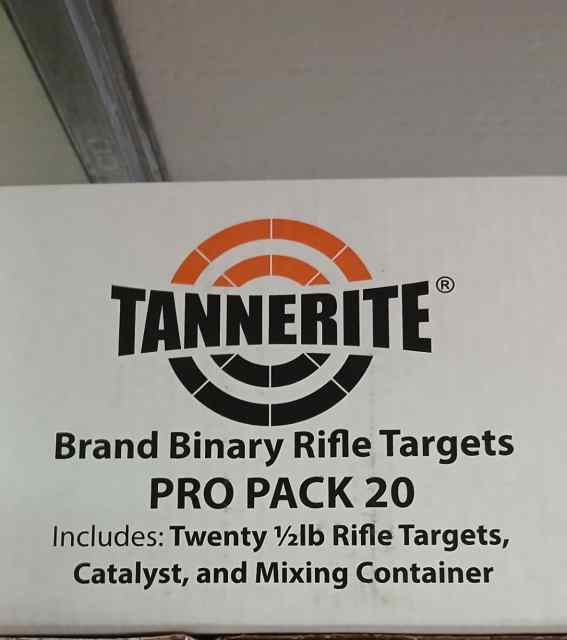 TANNERITE®
Brand Binary Rifle Targets
PRO PACK 20
Includes: Twenty ½lb Rifle Targets,
Catalyst, and Mixing Container